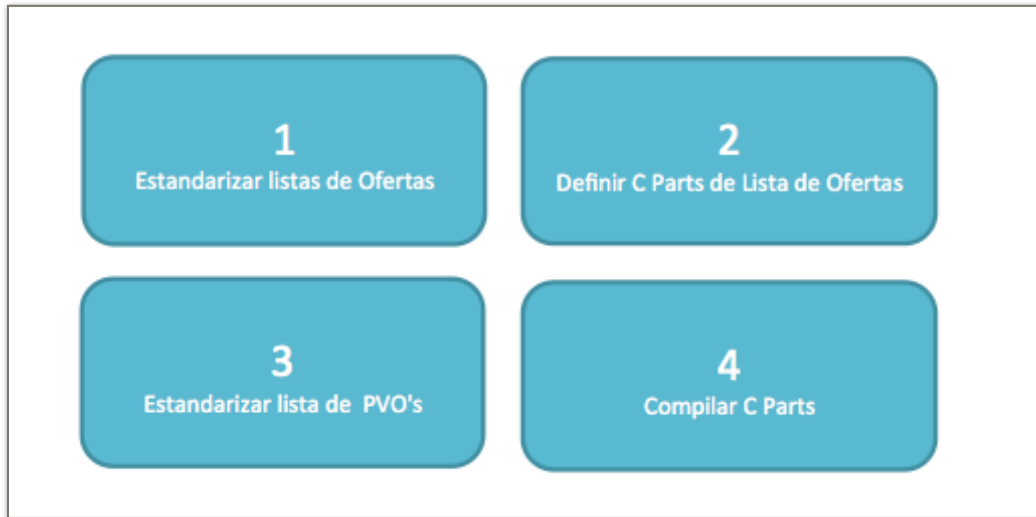 1
Estandarizar listas de Ofertas
2
Definir C Parts de Lista de Ofertas
3
Estandarizar lista de  PVO's
4
Compilar C Parts